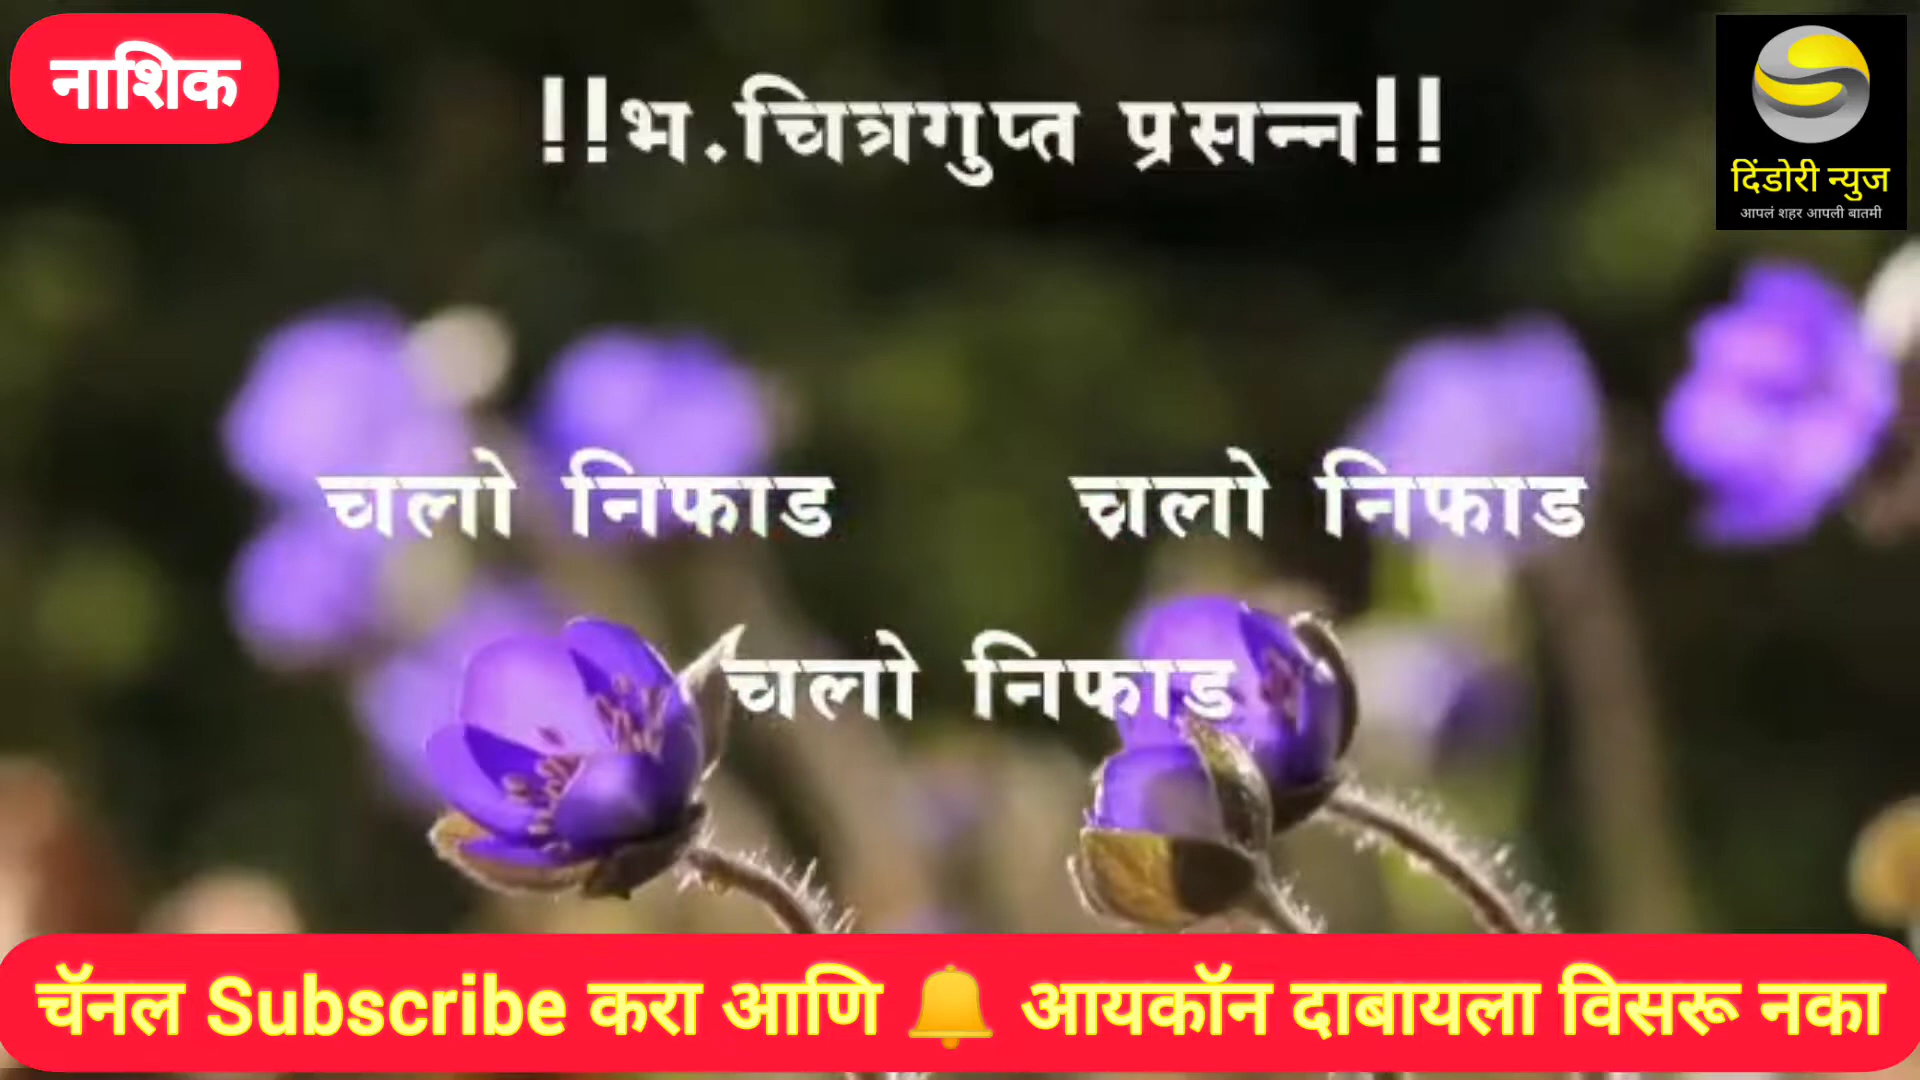 नाशिक
!!भ.चित्रगुप्त प्रसन्न!!
दिंडोरी न्युज
आपलं शहर आपली बातमी
चलो निफाड चलो निफाड
चलो निफाड
चॅनल Subscribe करा आणि 🔔 आयकॉन दाबायला विसरू नका